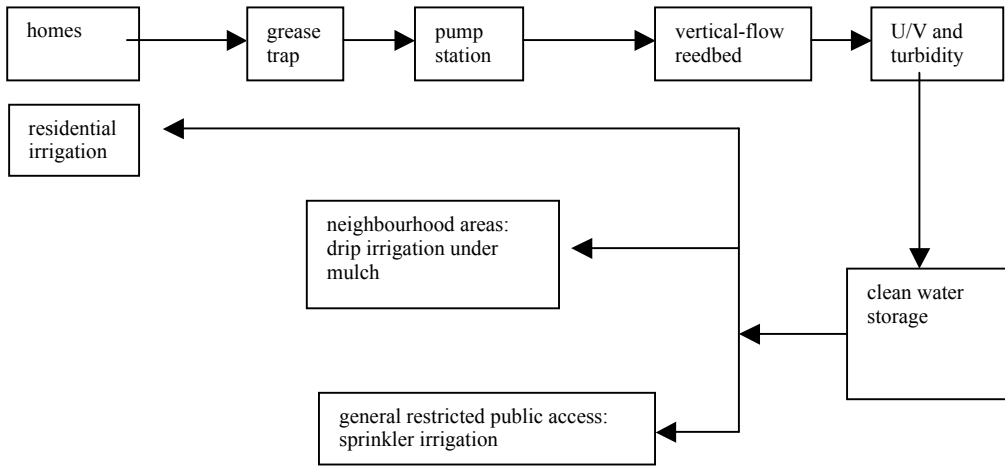 homes
grease
trap
pump
station
vertical-flow
reedbed
U/V and
turbidity
residential
irrigation
neighbourhood areas:
drip irrigation under
mulch
clean water
storage
general restricted public access:
sprinkler irrigation